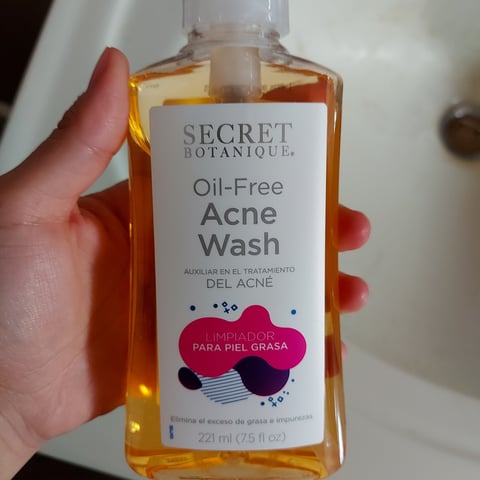 SECRET
BOTANIQUE®
Oil-Free
Acne
Wash
AUXILIAR EN EL TRATAMIENTO
DEL ACNÉ
LIMPIADOR
PARA PIEL GRASA
Elimina el exceso de grasa e impurezas
221 ml (7.5 fl oz)